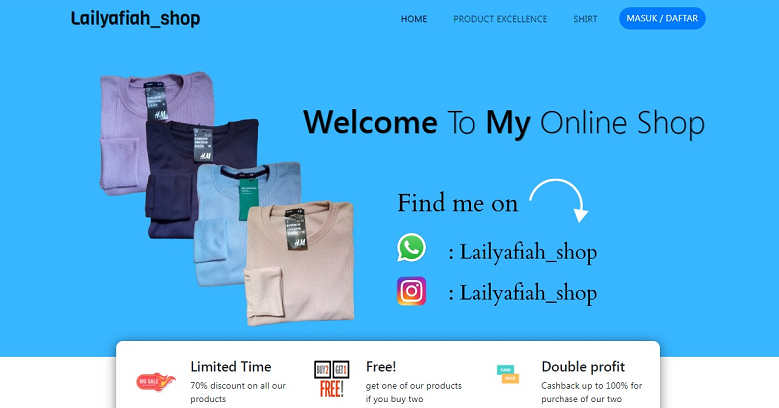 Lailyafiah_shop
HOME PRODUCT EXCELLENCE SHIRT MASUK / DAFTAR
Welcome To My Online Shop
H&M
H&M
H&M
Find me on
: Lailyafiah_shop
: Lailyafiah_shop
BIG SALE
Limited Time
70% discount on all our
products
BUY 2 GET 1
FREE!
Free!
get one of our products
if you buy two
Double profit
Cashback up to 100% for
purchase of our two